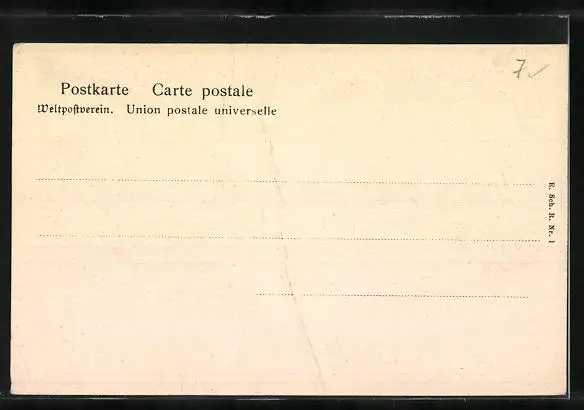 7
Postkarte Carte postale
Weltpostverein. Union postale universelle
E. Sch. R. Nr. 1